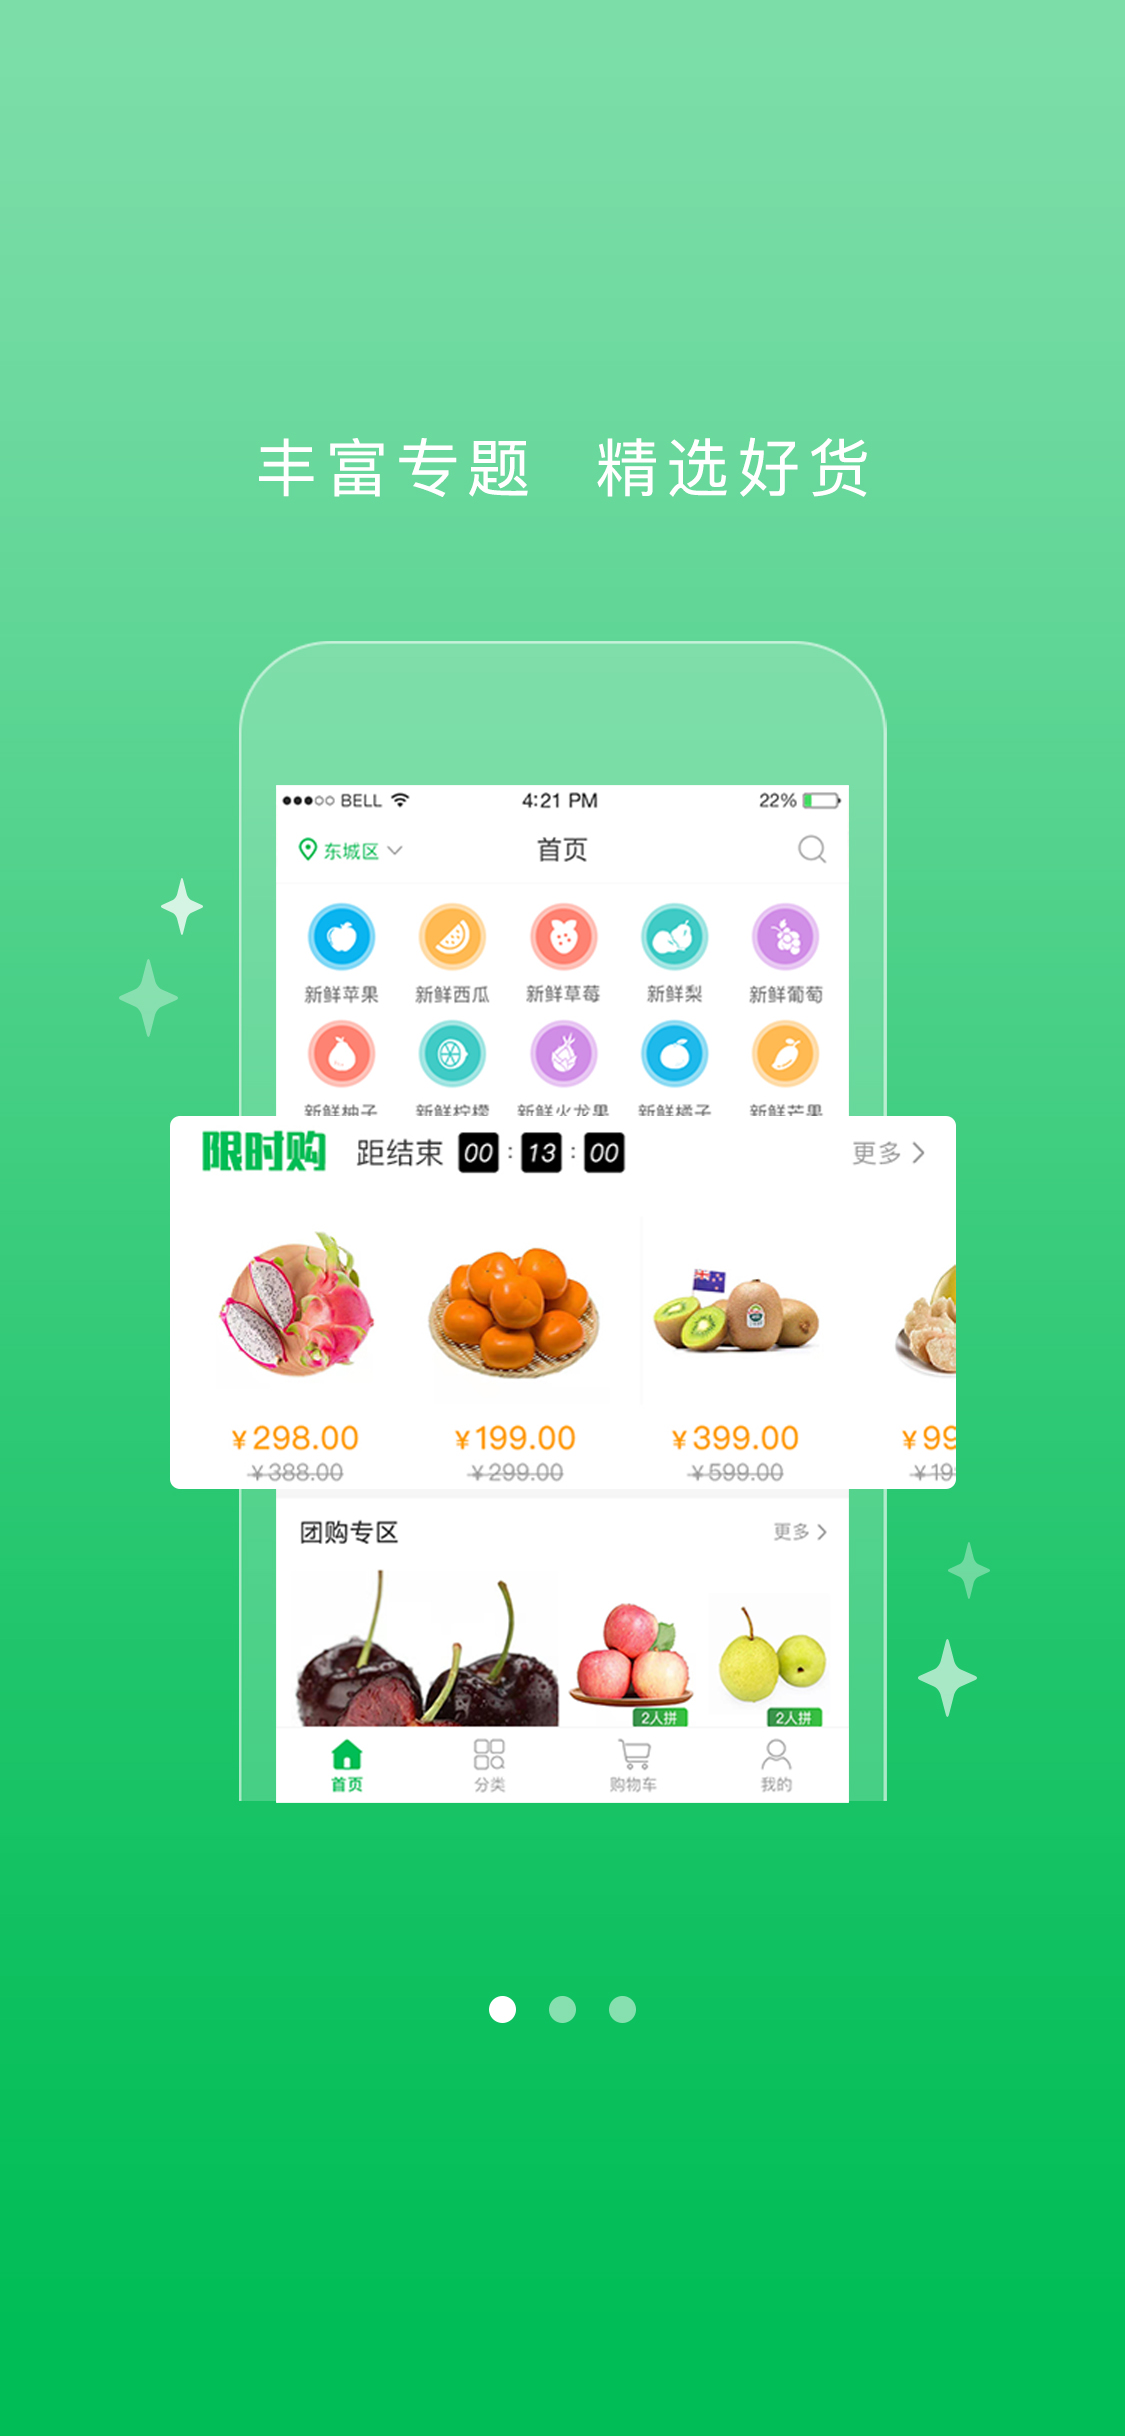 丰富专题 精选好货
BELL 4:21 PM 22%
东城区 首页
新鲜苹果 新鲜西瓜 新鲜草莓 新鲜梨 新鲜葡萄
新鲜柚子 新鲜柠檬 新鲜火龙果 新鲜橘子 新鲜芒果
限时购 距结束 00 : 13 : 00 更多
¥298.00 ¥199.00 ¥399.00 ¥99
¥388.00 ¥299.00 ¥599.00 ¥19
团购专区 更多
2人拼 2人拼
首页 分类 购物车 我的